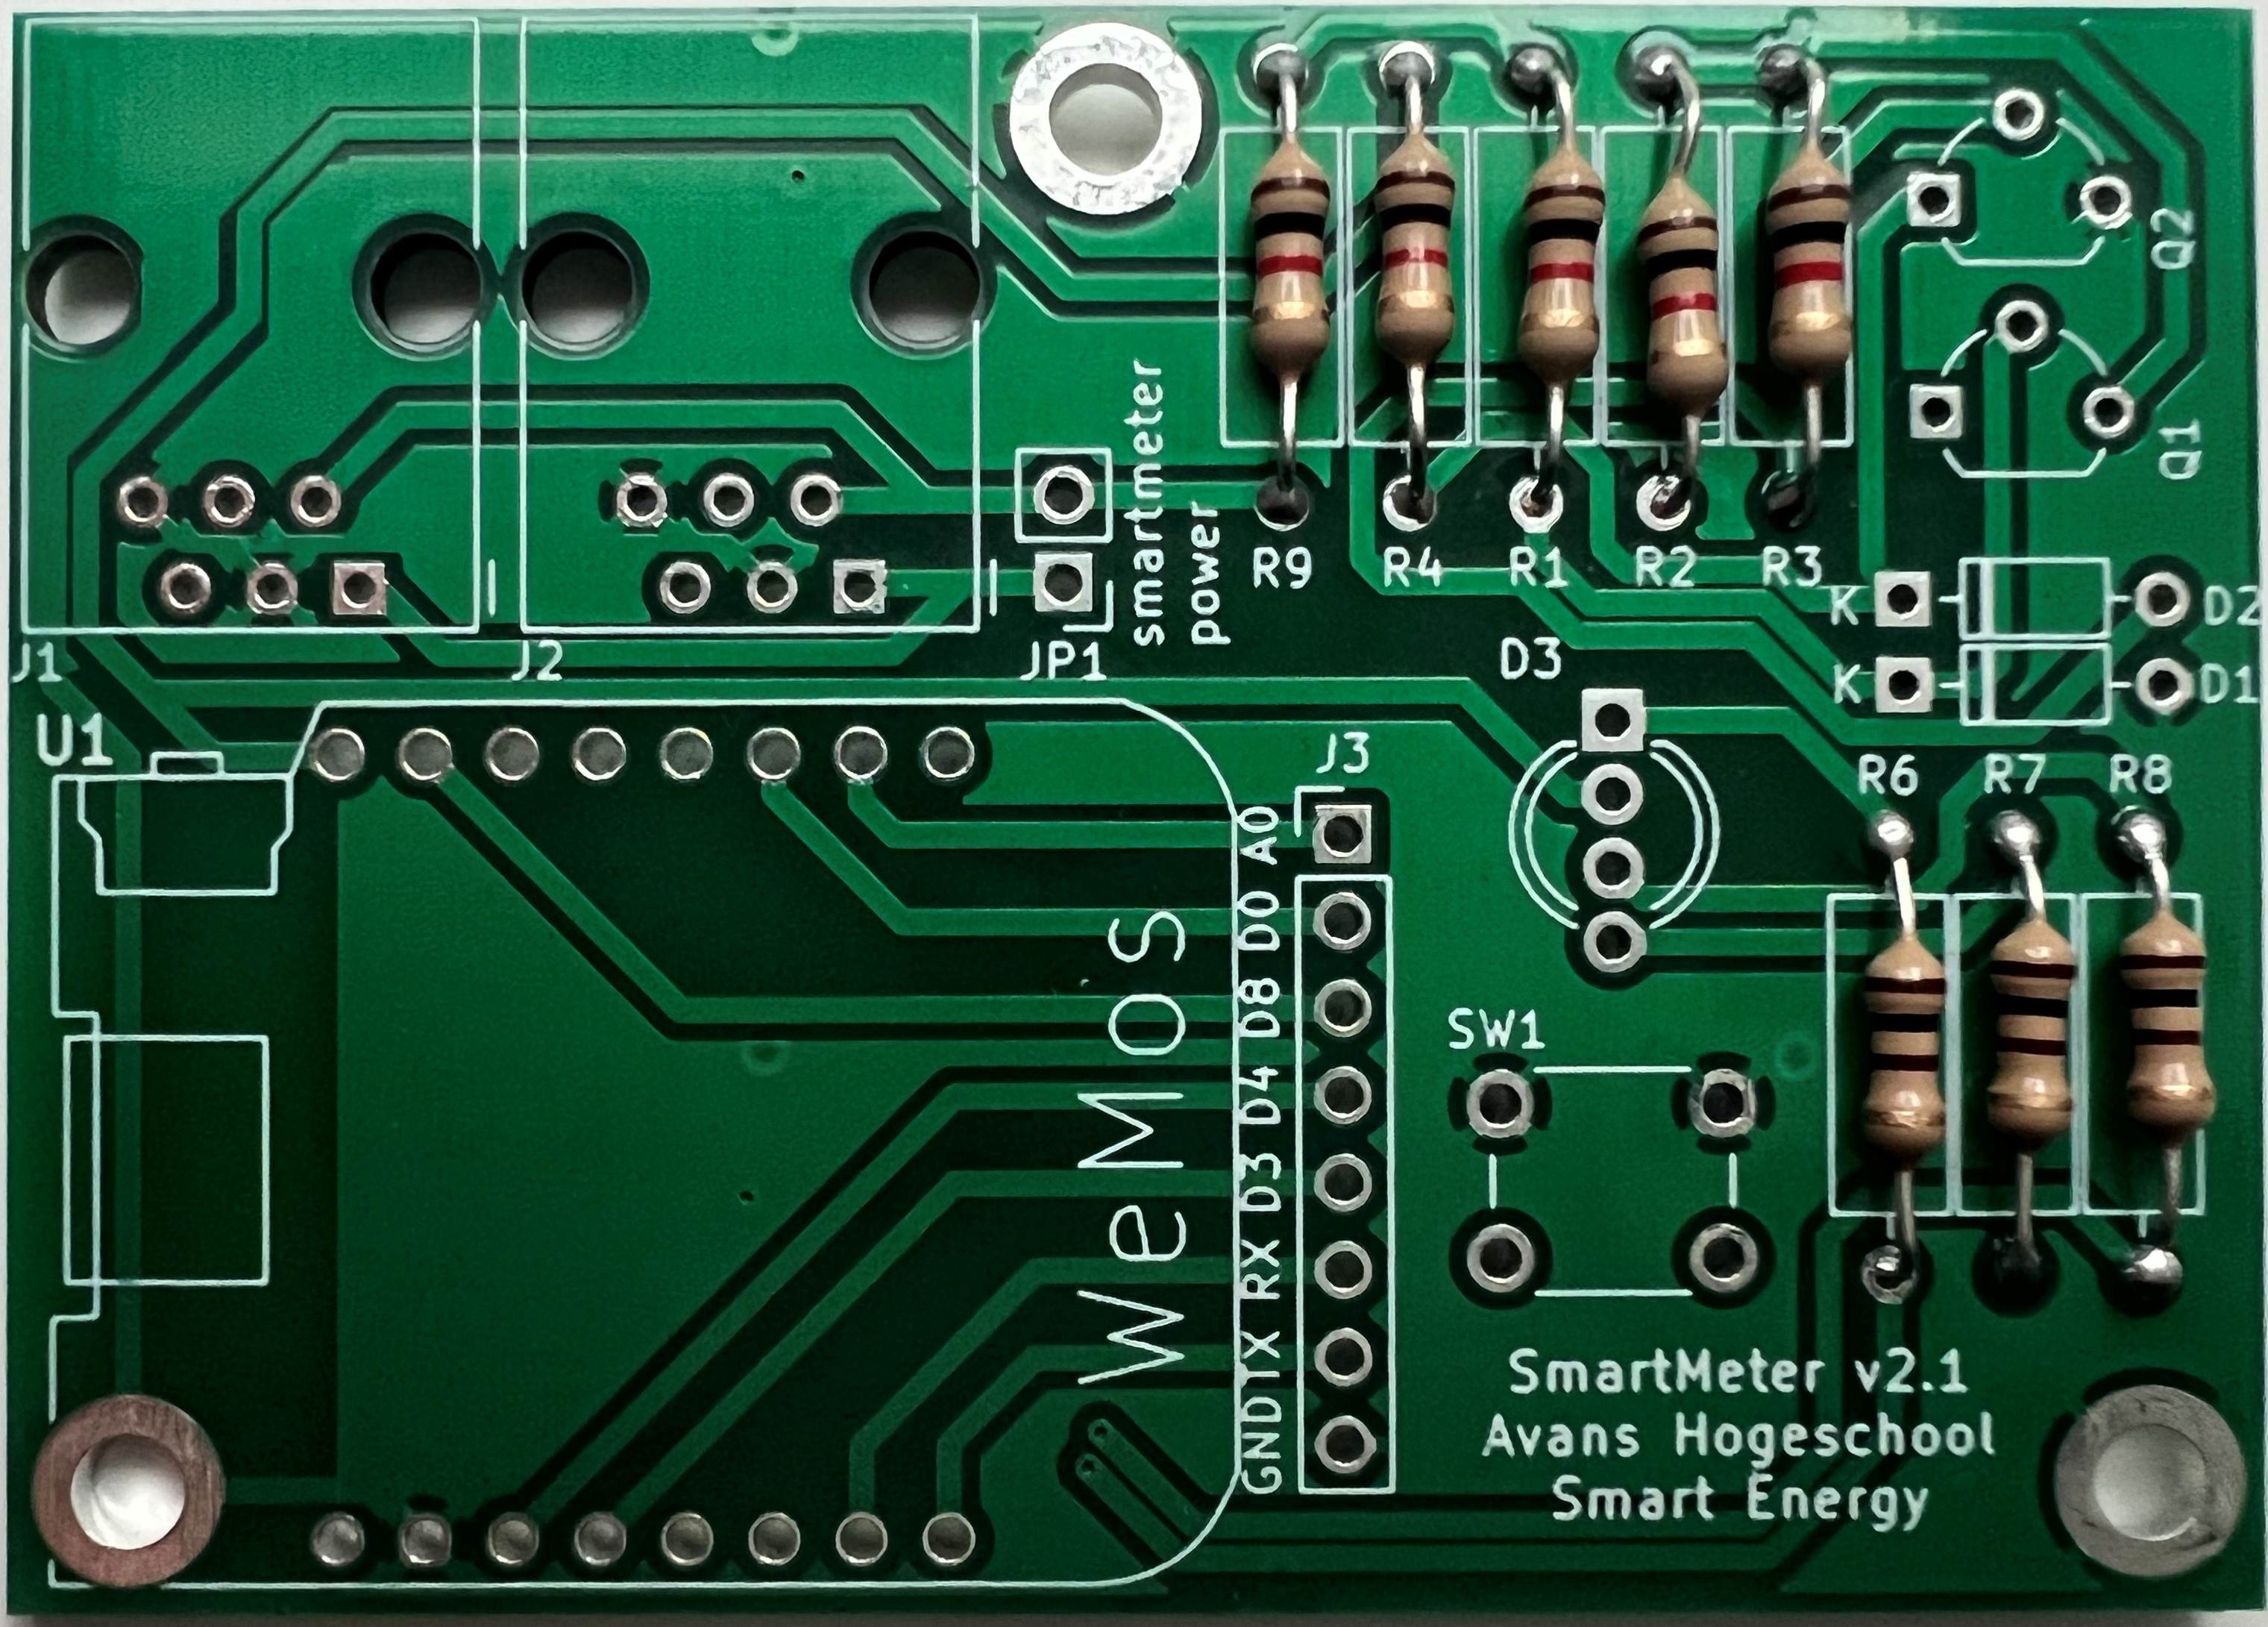 smartmeter
power
Q2
Q1
R9
R4
R1
R2
R3
K
D2
J1
J2
JP1
D3
K
D1
U1
J3
R6
R7
R8
A0
D0
D8
D4
D3
RX
TX
GND
WeMos
SW1
SmartMeter v2.1
Avans Hogeschool
Smart Energy